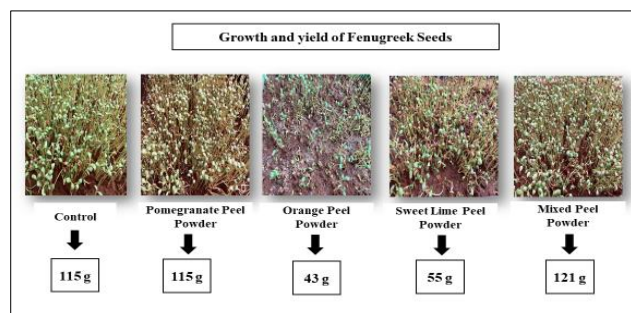 Growth and yield of Fenugreek Seeds
Control
Pomegranate Peel
Powder
Orange Peel
Powder
Sweet Lime Peel
Powder
Mixed Peel
Powder
115 g
115 g
43 g
55 g
121 g